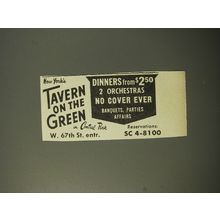 New York's
TAVERN
ON THE
GREEN
in Central Park
W. 67th St. entr.
DINNERS from $2.50
2 ORCHESTRAS
NO COVER EVER
BANQUETS, PARTIES
AFFAIRS
Reservations:
SC 4-8100